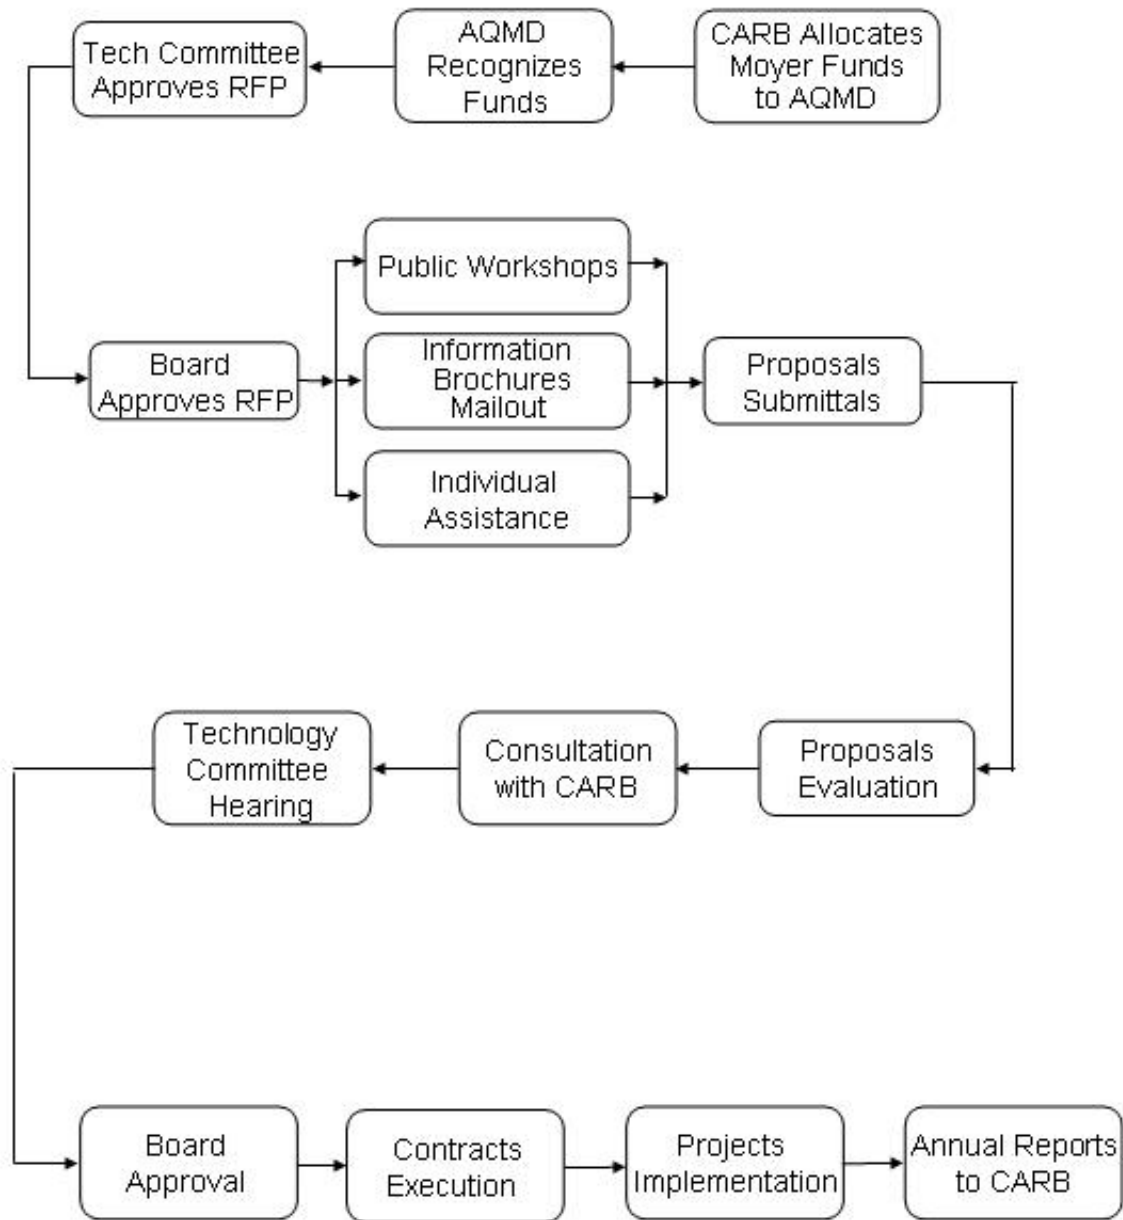 Tech Committee
Approves RFP
AQMD
Recognizes
Funds
CARB Allocates
Moyer Funds
to AQMD
Public Workshops
Board
Approves RFP
Information
Brochures
Mailout
Proposals
Submittals
Individual
Assistance
Technology
Committee
Hearing
Consultation
with CARB
Proposals
Evaluation
Board
Approval
Contracts
Execution
Projects
Implementation
Annual Reports
to CARB